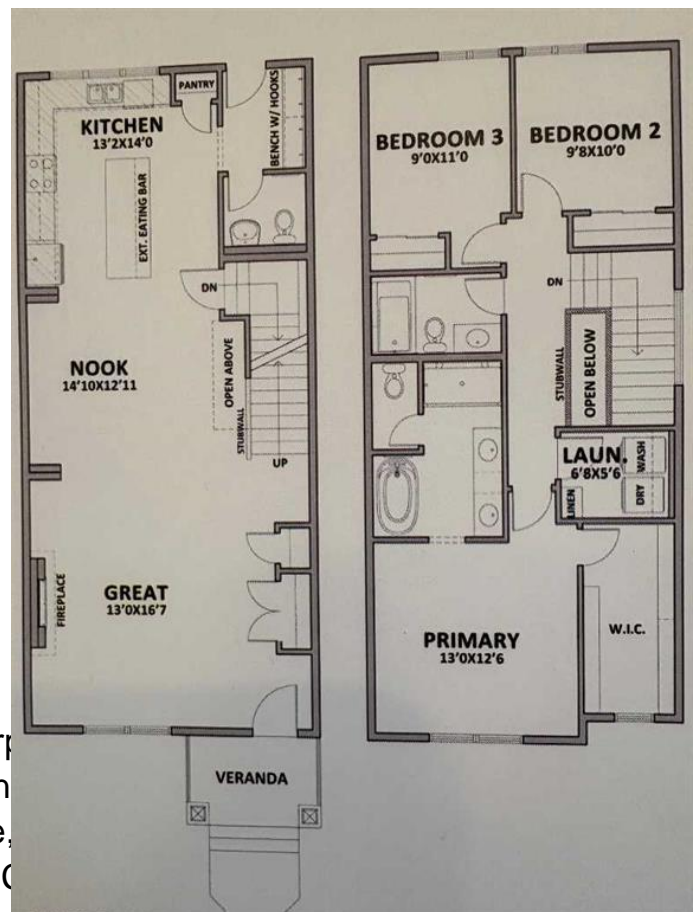 PANTRY
KITCHEN
13'2X14'0
BENCH W/ HOOKS
EXT. EATING BAR
DN
NOOK
14'10X12'11
OPEN ABOVE
STUBWALL
UP
GREAT
13'0X16'7
FIREPLACE
VERANDA
BEDROOM 3
9'0X11'0
BEDROOM 2
9'8X10'0
DN
STUBWALL
OPEN BELOW
LAUN.
6'8X5'6
WASH
DRY
LINEN
PRIMARY
13'0X12'6
W.I.C.